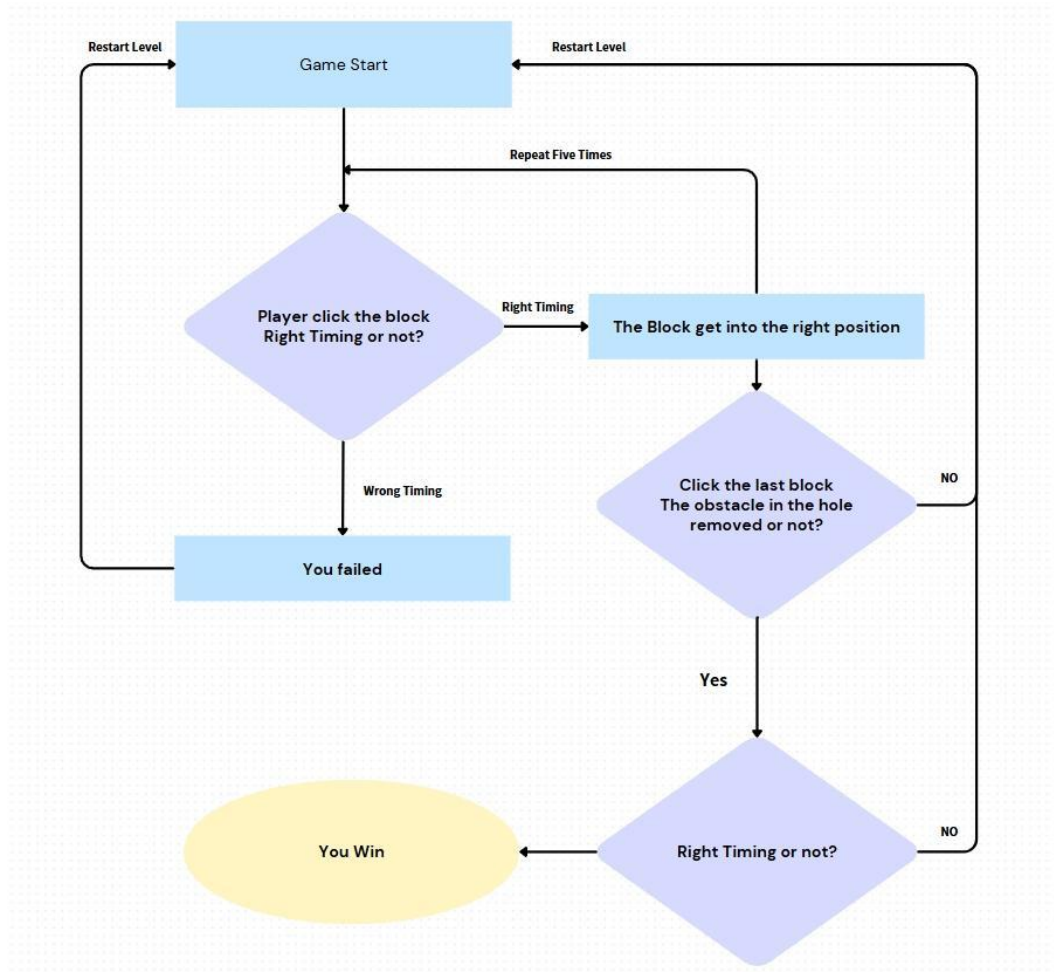 Restart Level
Restart Level
Game Start
Repeat Five Times
Player click the block
Right Timing or not?
Right Timing
The Block get into the right position
Wrong Timing
Click the last block
The obstacle in the hole
removed or not?
NO
You failed
Yes
You Win
Right Timing or not?
NO